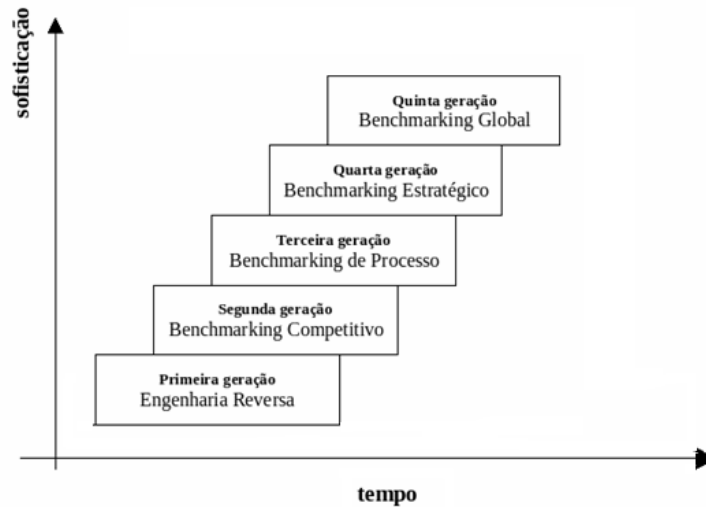 sofisticação
Quinta geração
Benchmarking Global
Quarta geração
Benchmarking Estratégico
Terceira geração
Benchmarking de Processo
Segunda geração
Benchmarking Competitivo
Primeira geração
Engenharia Reversa
tempo